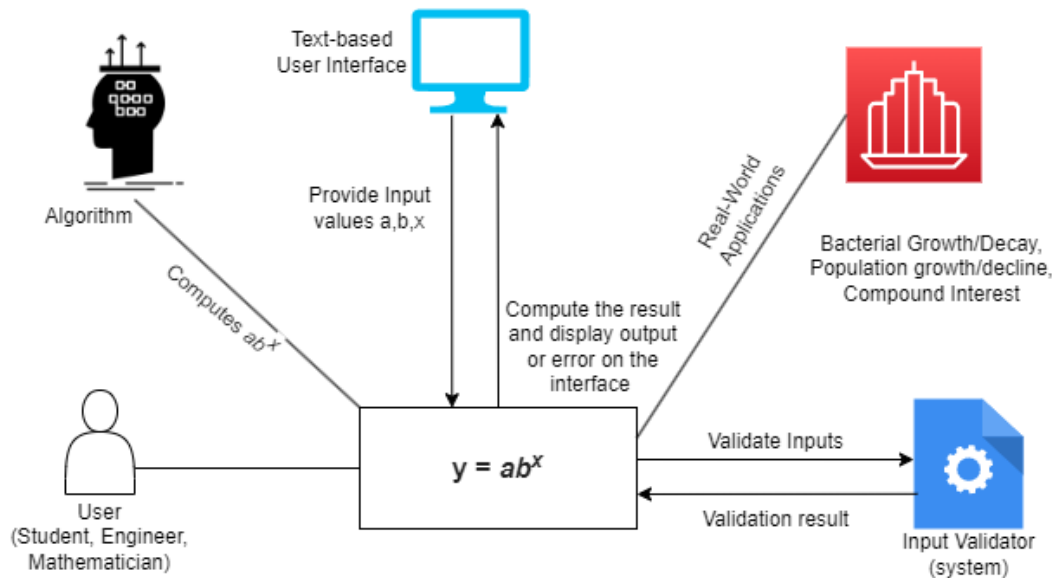 Text-based
User Interface
Algorithm
Provide Input
values a,b,x
Real-World
Applications
Bacterial Growth/Decay,
Population growth/decline,
Compound Interest
Computes abˣ
Compute the result
and display output
or error on the
interface
y = abˣ
Validate Inputs
Validation result
User
(Student, Engineer,
Mathematician)
Input Validator
(system)